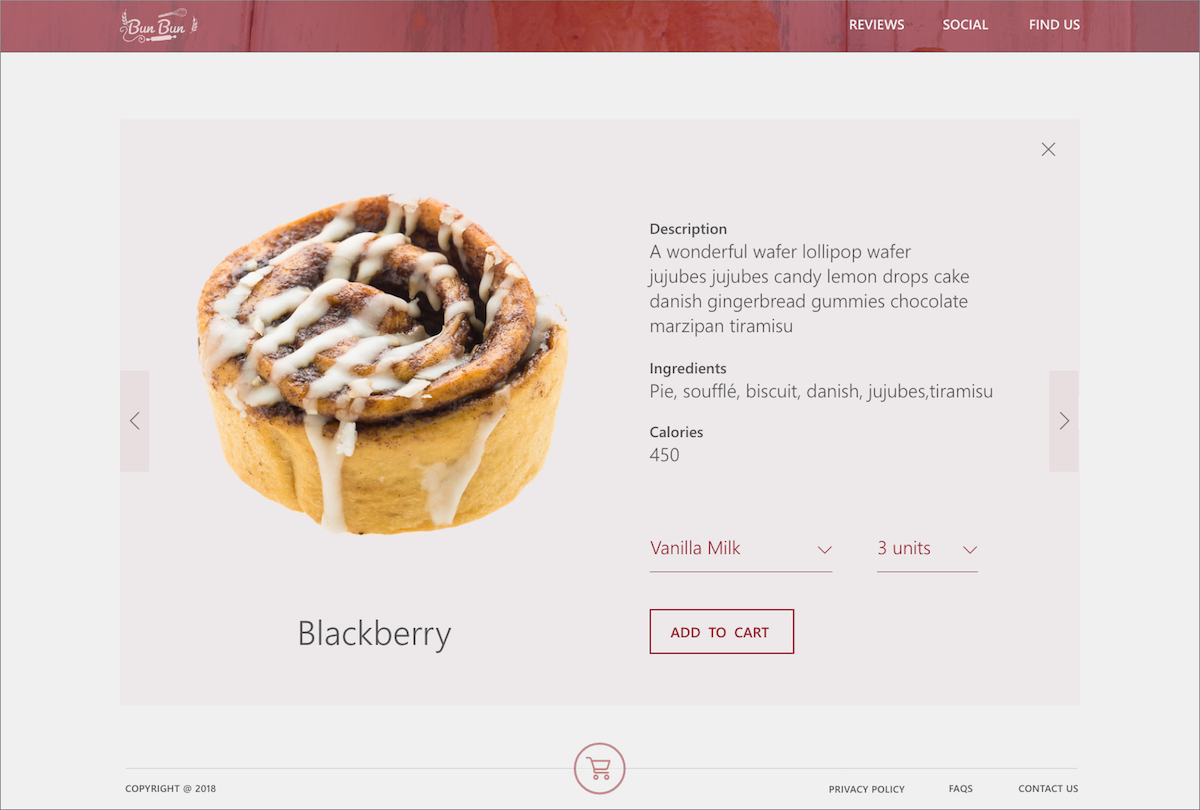 Bun Bun
REVIEWS SOCIAL FIND US
Description
A wonderful wafer lollipop wafer
jujubes jujubes candy lemon drops cake
danish gingerbread gummies chocolate
marzipan tiramisu
Ingredients
Pie, soufflé, biscuit, danish, jujubes,tiramisu
Calories
450
Vanilla Milk 3 units
ADD TO CART
Blackberry
COPYRIGHT @ 2018 PRIVACY POLICY FAQS CONTACT US